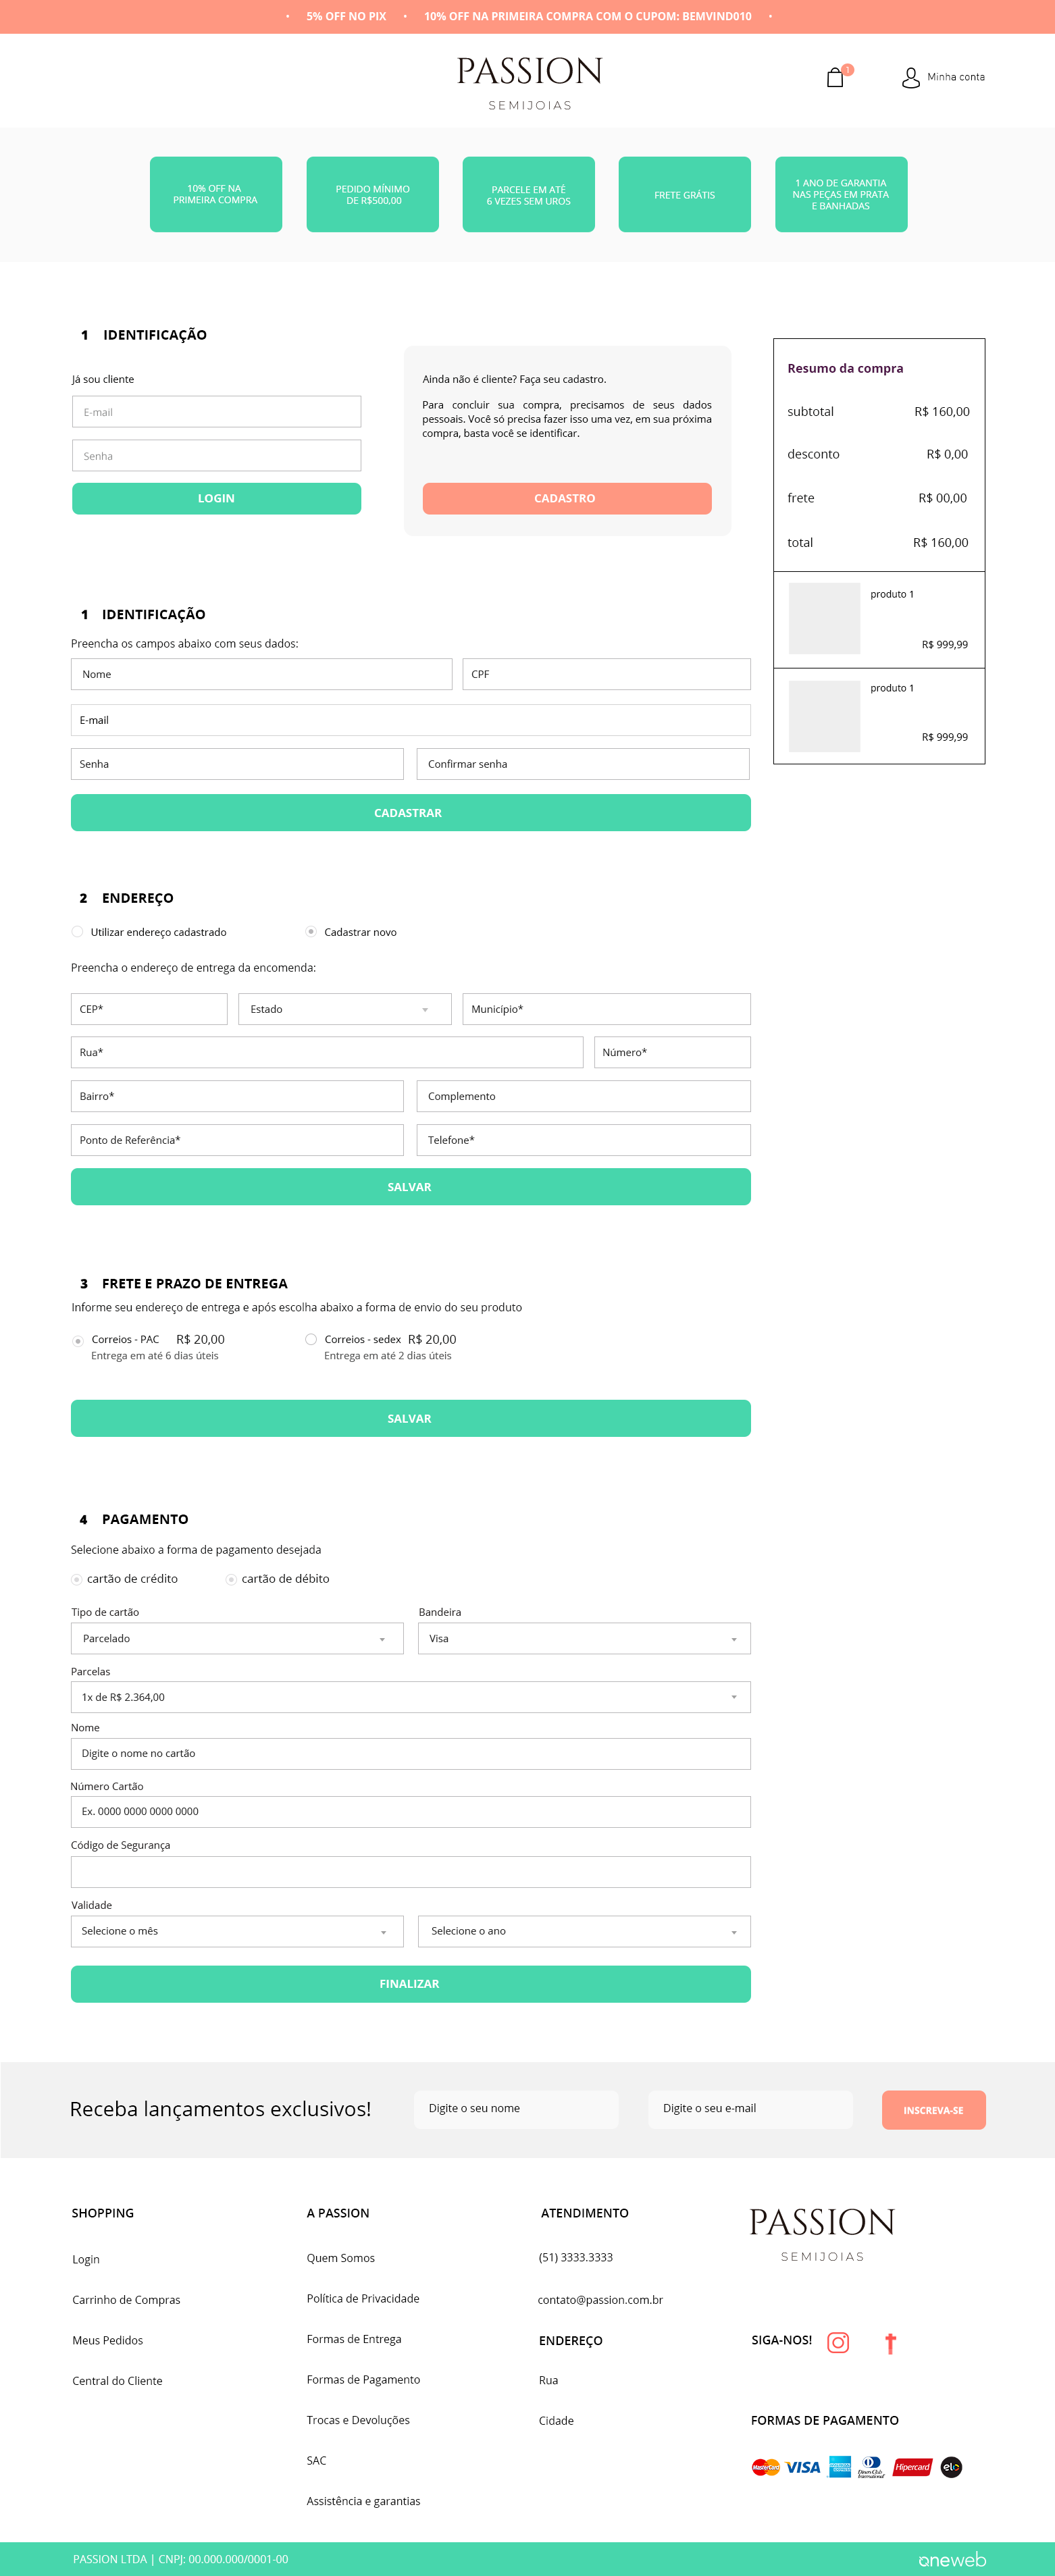 • 5% OFF NO PIX • 10% OFF NA PRIMEIRA COMPRA COM O CUPOM: BEMVIND010 •
PASSION
SEMIJOIAS
1
Minha conta
10% OFF NA
PRIMEIRA COMPRA
PEDIDO MÍNIMO
DE R$500,00
PARCELE EM ATÉ
6 VEZES SEM UROS
FRETE GRÁTIS
1 ANO DE GARANTIA
NAS PEÇAS EM PRATA
E BANHADAS
1 IDENTIFICAÇÃO
Já sou cliente
E-mail
Senha
LOGIN
Ainda não é cliente? Faça seu cadastro.
Para concluir sua compra, precisamos de seus dados
pessoais. Você só precisa fazer isso uma vez, em sua próxima
compra, basta você se identificar.
CADASTRO
Resumo da compra
subtotal R$ 160,00
desconto R$ 0,00
frete R$ 00,00
total R$ 160,00
produto 1
R$ 999,99
produto 1
R$ 999,99
1 IDENTIFICAÇÃO
Preencha os campos abaixo com seus dados:
Nome CPF
E-mail
Senha Confirmar senha
CADASTRAR
2 ENDEREÇO
Utilizar endereço cadastrado Cadastrar novo
Preencha o endereço de entrega da encomenda:
CEP* Estado Município*
Rua* Número*
Bairro* Complemento
Ponto de Referência* Telefone*
SALVAR
3 FRETE E PRAZO DE ENTREGA
Informe seu endereço de entrega e após escolha abaixo a forma de envio do seu produto
Correios - PAC R$ 20,00 Correios - sedex R$ 20,00
Entrega em até 6 dias úteis Entrega em até 2 dias úteis
SALVAR
4 PAGAMENTO
Selecione abaixo a forma de pagamento desejada
cartão de crédito cartão de débito
Tipo de cartão Bandeira
Parcelado Visa
Parcelas
1x de R$ 2.364,00
Nome
Digite o nome no cartão
Número Cartão
Ex. 0000 0000 0000 0000
Código de Segurança
Validade
Selecione o mês Selecione o ano
FINALIZAR
Receba lançamentos exclusivos! Digite o seu nome Digite o seu e-mail INSCREVA-SE
SHOPPING
Login
Carrinho de Compras
Meus Pedidos
Central do Cliente
A PASSION
Quem Somos
Política de Privacidade
Formas de Entrega
Formas de Pagamento
Trocas e Devoluções
SAC
Assistência e garantias
ATENDIMENTO
(51) 3333.3333
contato@passion.com.br
ENDEREÇO
Rua
Cidade
PASSION
SEMIJOIAS
SIGA-NOS!
FORMAS DE PAGAMENTO
MasterCard VISA Diners Club International Hipercard elo
PASSION LTDA | CNPJ: 00.000.000/0001-00
oneweb